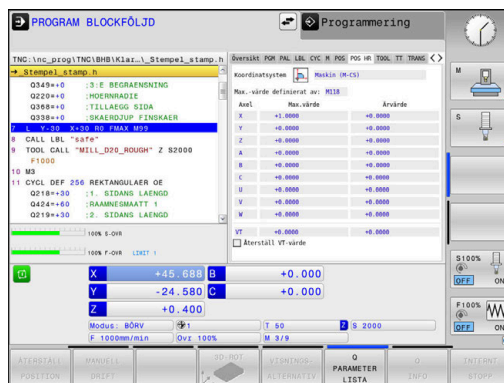 PROGRAM BLOCKFÖLJD
Programmering
TNC:\nc_prog\TNC\BHB\Klar…\_Stempel_stamp.h
→_Stempel_stamp.h
Q349=+0 ;3:E BEGRAENSNING
Q220=+0 ;HOERNRADIE
Q368=+0 ;TILLAEGG SIDA
Q338=+0 ;SKAERDJUP FINSKAER
7 L Y-30 X+30 R0 FMAX M99
8 CALL LBL "safe"
9 TOOL CALL "MILL_D20_ROUGH" Z S2000
F1000
10 M3
11 CYCL DEF 256 REKTANGULAER OE
Q218=+30 ;1. SIDANS LAENGD
Q424=+60 ;RAAMNESMAATT 1
Q219=+30 ;2. SIDANS LAENGD
100% S-OVR
100% F-OVR LIMIT 1
Översikt PGM PAL LBL CYC M POS POS HR TOOL TT TRANS
Koordinatsystem Maskin (M-CS)
Max.-värde definierat av: M118
Axel Max.värde Ärvärde
X +1.0000 +0.0000
Y +0.0000 +0.0000
Z +0.0000 +0.0000
A +0.0000 +0.0000
B +0.0000 +0.0000
C +0.0000 +0.0000
U +0.0000 +0.0000
V +0.0000 +0.0000
W +0.0000 +0.0000
VT +0.0000 +0.0000
Återställ VT-värde
X +45.688 B +0.000
Y -24.580 C +0.000
Z +0.400
Modus: BÖRV 1 T 50 Z S 2000
F 1000mm/min Ovr 100% M 3/9
M
S
S100%
OFF ON
F100%
OFF ON
ÅTERSTÄLL POSITION
MANUELL DRIFT
3D-ROT
VISNINGS-ALTERNATIV
Q PARAMETER LISTA
Q INFO
INTERNT STOPP